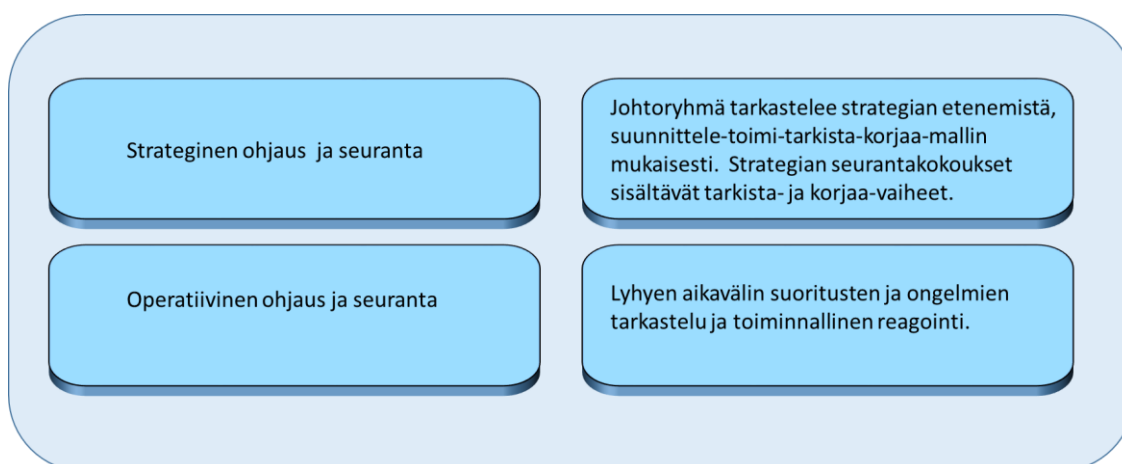 Strateginen ohjaus ja seuranta
Johtoryhmä tarkastelee strategian etenemistä,
suunnittele-toimi-tarkista-korjaa-mallin
mukaisesti. Strategian seurantakokoukset
sisältävät tarkista- ja korjaa-vaiheet.
Operatiivinen ohjaus ja seuranta
Lyhyen aikavälin suoritusten ja ongelmien
tarkastelu ja toiminnallinen reagointi.